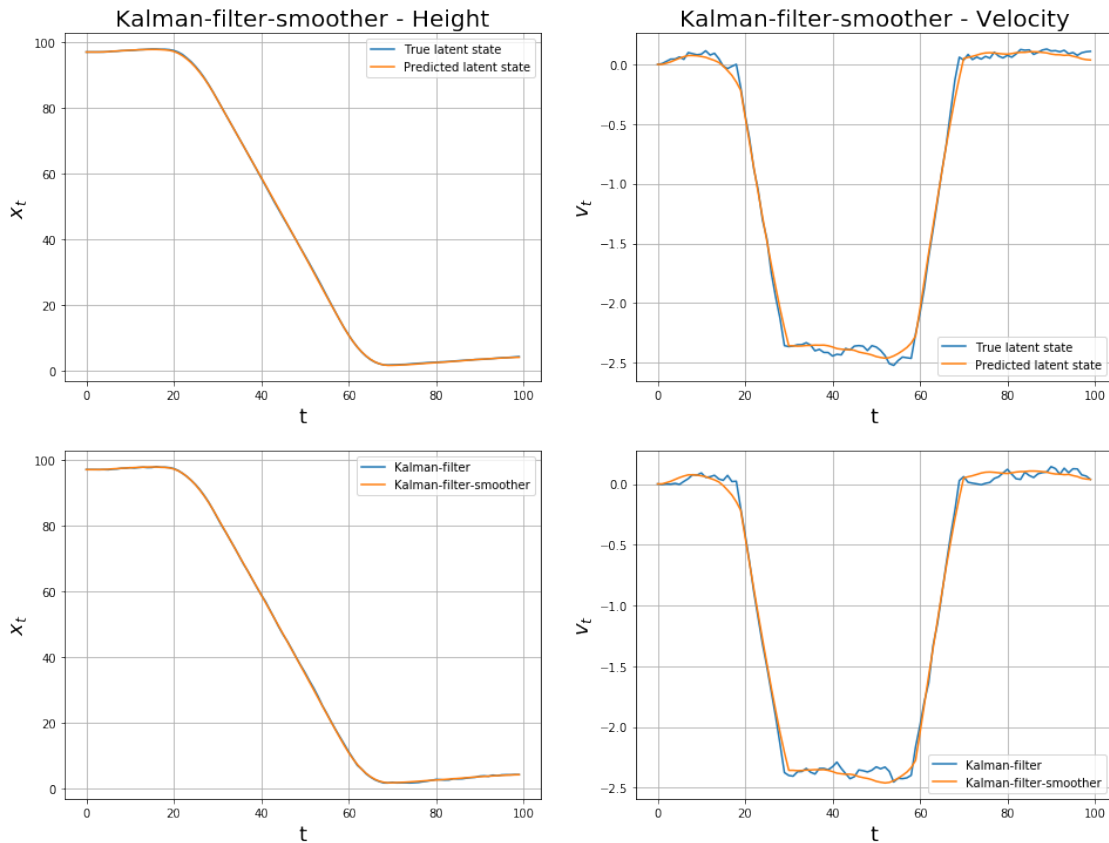 Kalman-filter-smoother - Height
100
80
60
40
20
0
x_t
0 20 40 60 80 100
t
True latent state
Predicted latent state
Kalman-filter-smoother - Velocity
0.0
−0.5
−1.0
−1.5
−2.0
−2.5
v_t
0 20 40 60 80 100
t
True latent state
Predicted latent state
100
80
60
40
20
0
x_t
0 20 40 60 80 100
t
Kalman-filter
Kalman-filter-smoother
0.0
−0.5
−1.0
−1.5
−2.0
−2.5
v_t
0 20 40 60 80 100
t
Kalman-filter
Kalman-filter-smoother